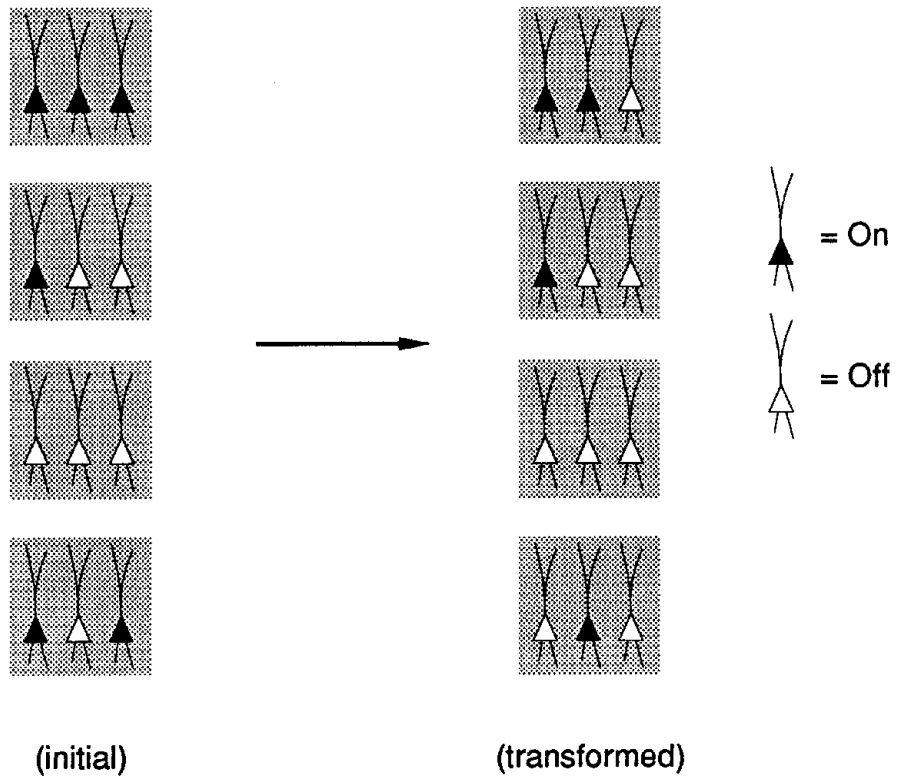 = On
= Off
(initial)
(transformed)